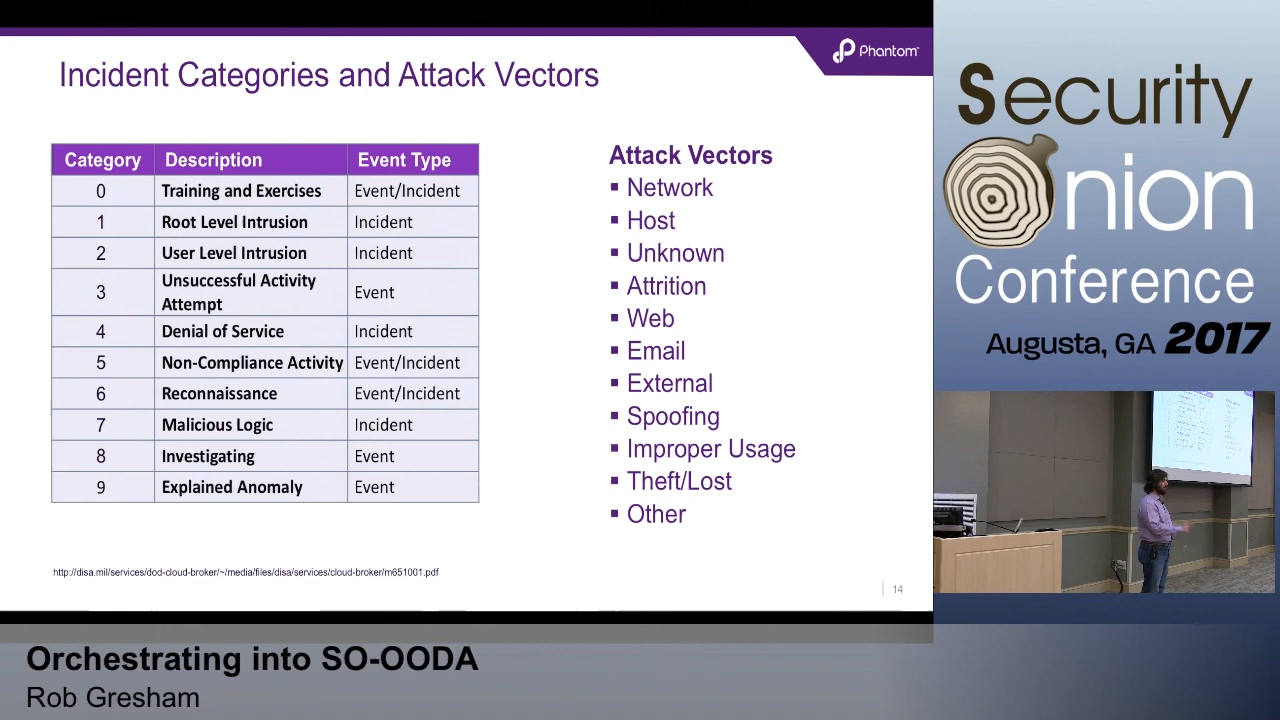 Phantom
Incident Categories and Attack Vectors
Category Description Event Type
0 Training and Exercises Event/Incident
1 Root Level Intrusion Incident
2 User Level Intrusion Incident
3 Unsuccessful Activity Attempt Event
4 Denial of Service Incident
5 Non-Compliance Activity Event/Incident
6 Reconnaissance Event/Incident
7 Malicious Logic Incident
8 Investigating Event
9 Explained Anomaly Event
Attack Vectors
▪ Network
▪ Host
▪ Unknown
▪ Attrition
▪ Web
▪ Email
▪ External
▪ Spoofing
▪ Improper Usage
▪ Theft/Lost
▪ Other
http://disa.mil/services/dod-cloud-broker/~/media/files/disa/services/cloud-broker/m651001.pdf
14
Security
Onion
Conference
Augusta, GA 2017
Orchestrating into SO-OODA
Rob Gresham